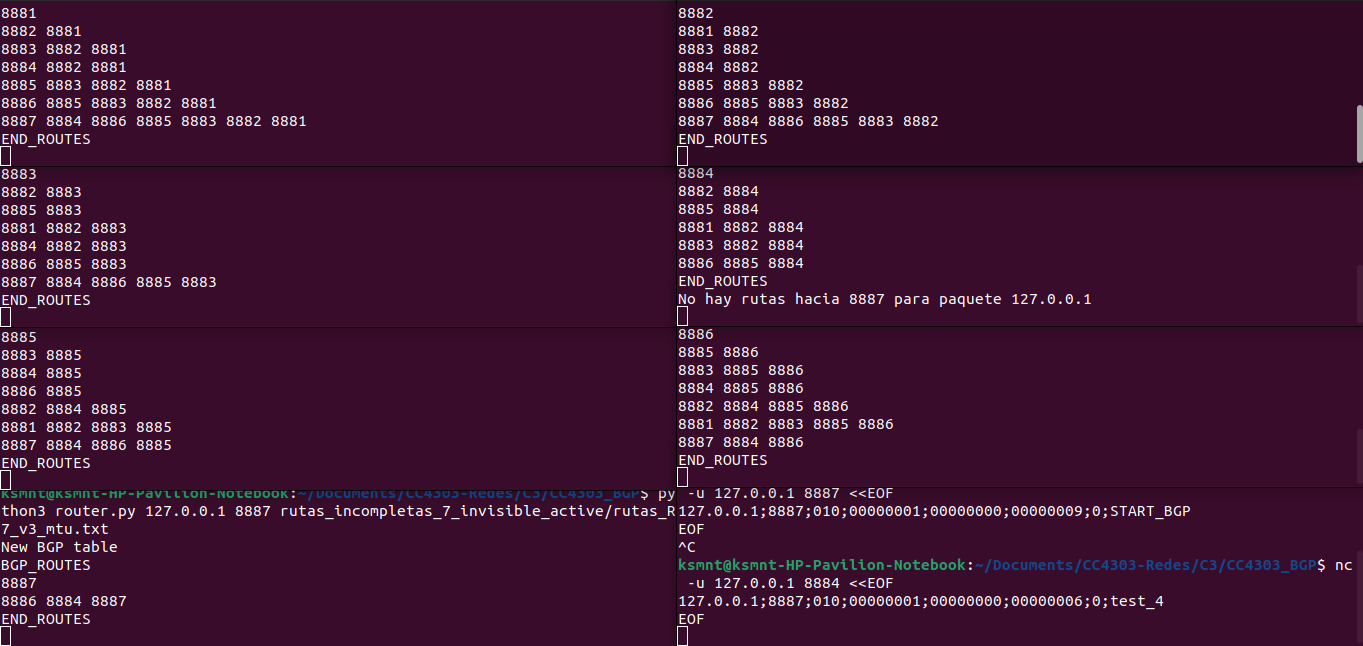 8881
8882 8881
8883 8882 8881
8884 8882 8881
8885 8883 8882 8881
8886 8885 8883 8882 8881
8887 8884 8886 8885 8883 8882 8881
END_ROUTES
8882
8881 8882
8883 8882
8884 8882
8885 8883 8882
8886 8885 8883 8882
8887 8884 8886 8885 8883 8882
END_ROUTES
8883
8882 8883
8885 8883
8881 8882 8883
8884 8882 8883
8886 8885 8883
8887 8884 8886 8885 8883
END_ROUTES
8884
8882 8884
8885 8884
8881 8882 8884
8883 8882 8884
8886 8885 8884
END_ROUTES
No hay rutas hacia 8887 para paquete 127.0.0.1
8885
8883 8885
8884 8885
8886 8885
8882 8884 8885
8881 8882 8883 8885
8887 8884 8886 8885
END_ROUTES
8886
8885 8886
8883 8885 8886
8884 8885 8886
8882 8884 8885 8886
8881 8882 8883 8885 8886
8887 8884 8886
END_ROUTES
ksmnt@ksmnt-HP-Pavilion-Notebook:~/Documents/CC4303-Redes/C3/CC4303_BGP$ py
thon3 router.py 127.0.0.1 8887 rutas_incompletas_7_invisible_active/rutas_R
7_v3_mtu.txt
New BGP table
BGP_ROUTES
8887
8886 8884 8887
END_ROUTES
-u 127.0.0.1 8887 <<EOF
127.0.0.1;8887;010;00000001;00000000;00000009;0;START_BGP
EOF
^C
ksmnt@ksmnt-HP-Pavilion-Notebook:~/Documents/CC4303-Redes/C3/CC4303_BGP$ nc
-u 127.0.0.1 8884 <<EOF
127.0.0.1;8887;010;00000001;00000000;00000006;0;test_4
EOF